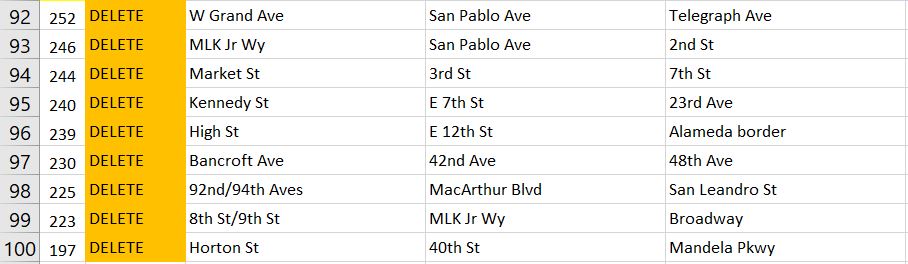 92 252 DELETE W Grand Ave San Pablo Ave Telegraph Ave
93 246 DELETE MLK Jr Wy San Pablo Ave 2nd St
94 244 DELETE Market St 3rd St 7th St
95 240 DELETE Kennedy St E 7th St 23rd Ave
96 239 DELETE High St E 12th St Alameda border
97 230 DELETE Bancroft Ave 42nd Ave 48th Ave
98 225 DELETE 92nd/94th Aves MacArthur Blvd San Leandro St
99 223 DELETE 8th St/9th St MLK Jr Wy Broadway
100 197 DELETE Horton St 40th St Mandela Pkwy